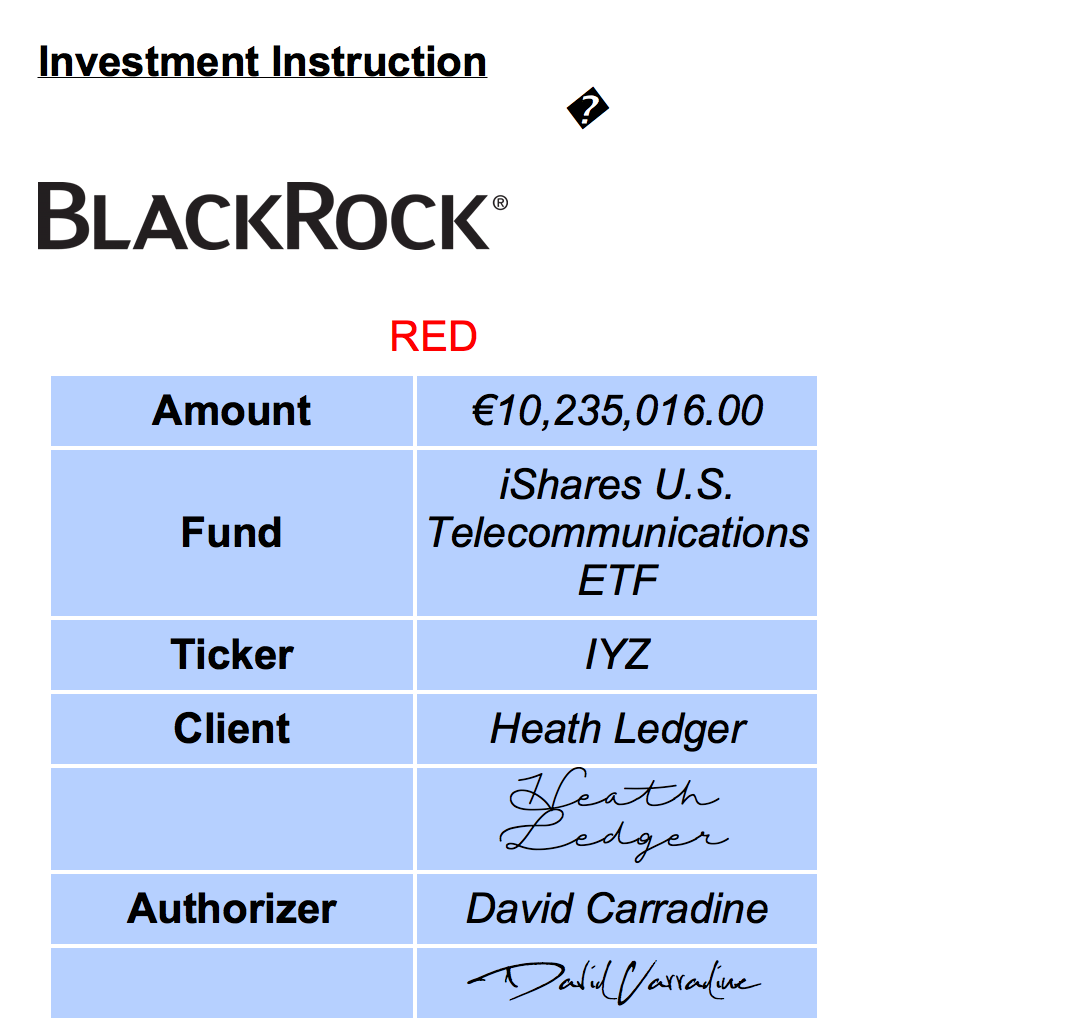 Investment Instruction
�
BLACKROCK®
RED
Amount €10,235,016.00
Fund iShares U.S.
Telecommunications
ETF
Ticker IYZ
Client Heath Ledger
Heath
Ledger
Authorizer David Carradine
David Carradine